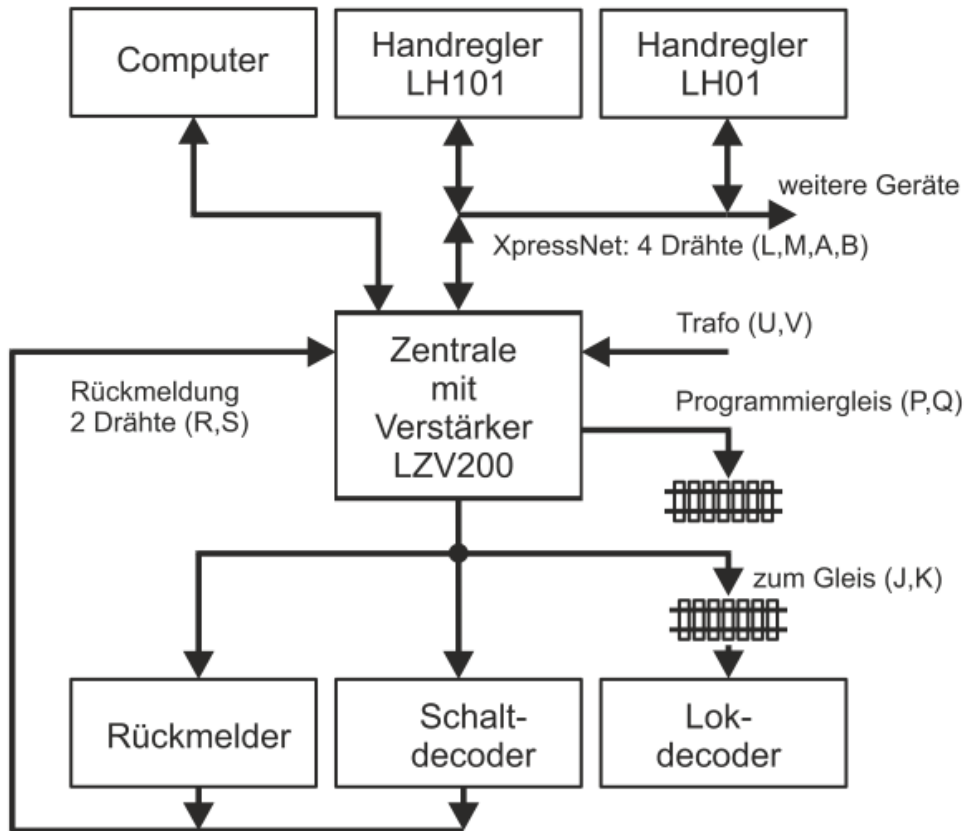 Computer
Handregler
LH101
Handregler
LH01
weitere Geräte
XpressNet: 4 Drähte (L,M,A,B)
Trafo (U,V)
Zentrale
mit
Verstärker
LZV200
Rückmeldung
2 Drähte (R,S)
Programmiergleis (P,Q)
zum Gleis (J,K)
Rückmelder
Schalt-
decoder
Lok-
decoder